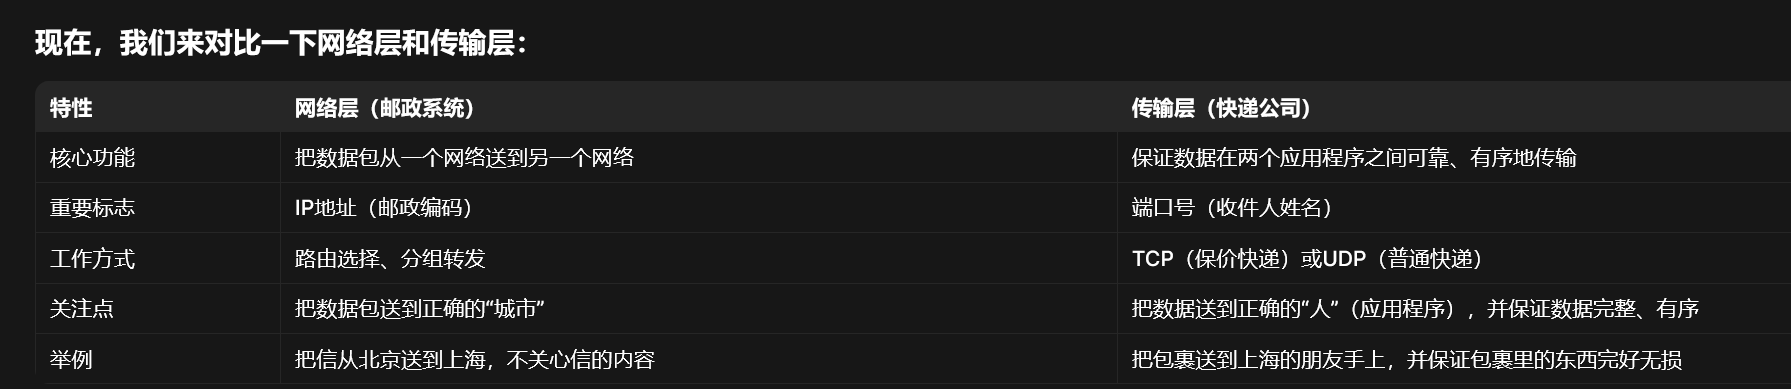 现在，我们来对比一下网络层和传输层：
特性 网络层（邮政系统） 传输层（快递公司）
核心功能 把数据包从一个网络送到另一个网络 保证数据在两个应用程序之间可靠、有序地传输
重要标志 IP地址（邮政编码） 端口号（收件人姓名）
工作方式 路由选择、分组转发 TCP（保价快递）或UDP（普通快递）
关注点 把数据包送到正确的“城市” 把数据送到正确的“人”（应用程序），并保证数据完整、有序
举例 把信从北京送到上海，不关心信的内容 把包裹送到上海的朋友手上，并保证包裹里的东西完好无损